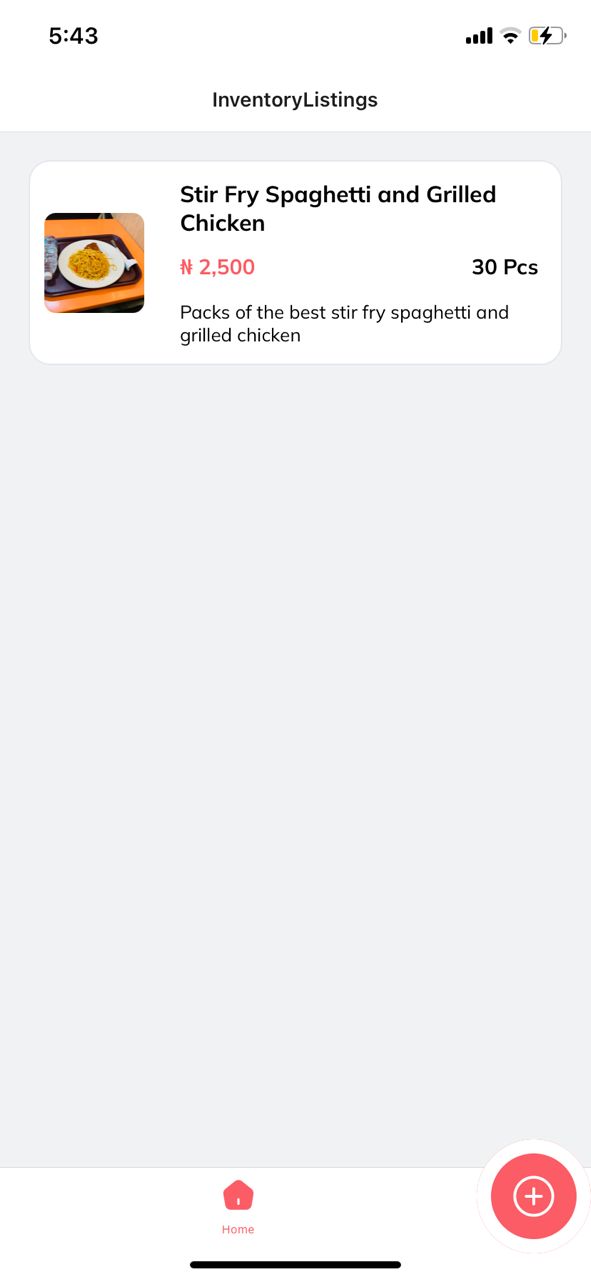 5:43
InventoryListings
Stir Fry Spaghetti and Grilled
Chicken
₦ 2,500
30 Pcs
Packs of the best stir fry spaghetti and
grilled chicken
Home